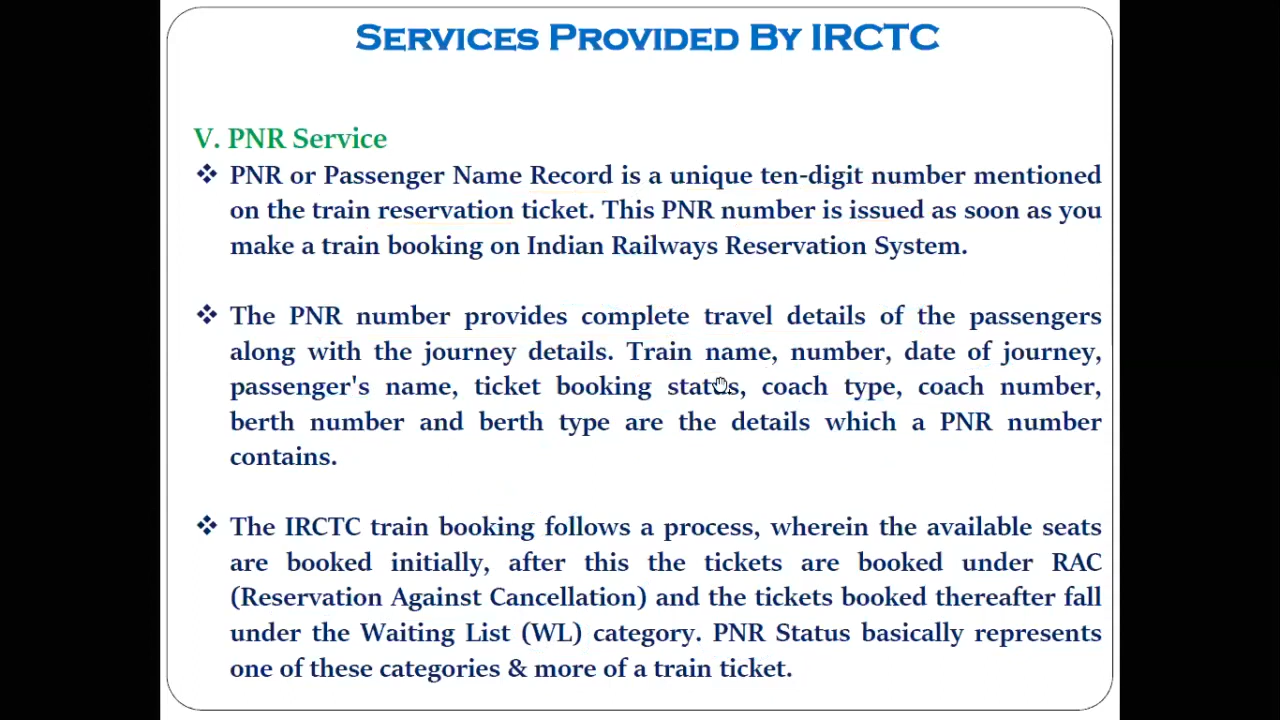 SERVICES PROVIDED BY IRCTC
V. PNR Service
❖ PNR or Passenger Name Record is a unique ten-digit number mentioned
on the train reservation ticket. This PNR number is issued as soon as you
make a train booking on Indian Railways Reservation System.
❖ The PNR number provides complete travel details of the passengers
along with the journey details. Train name, number, date of journey,
passenger's name, ticket booking status, coach type, coach number,
berth number and berth type are the details which a PNR number
contains.
❖ The IRCTC train booking follows a process, wherein the available seats
are booked initially, after this the tickets are booked under RAC
(Reservation Against Cancellation) and the tickets booked thereafter fall
under the Waiting List (WL) category. PNR Status basically represents
one of these categories & more of a train ticket.